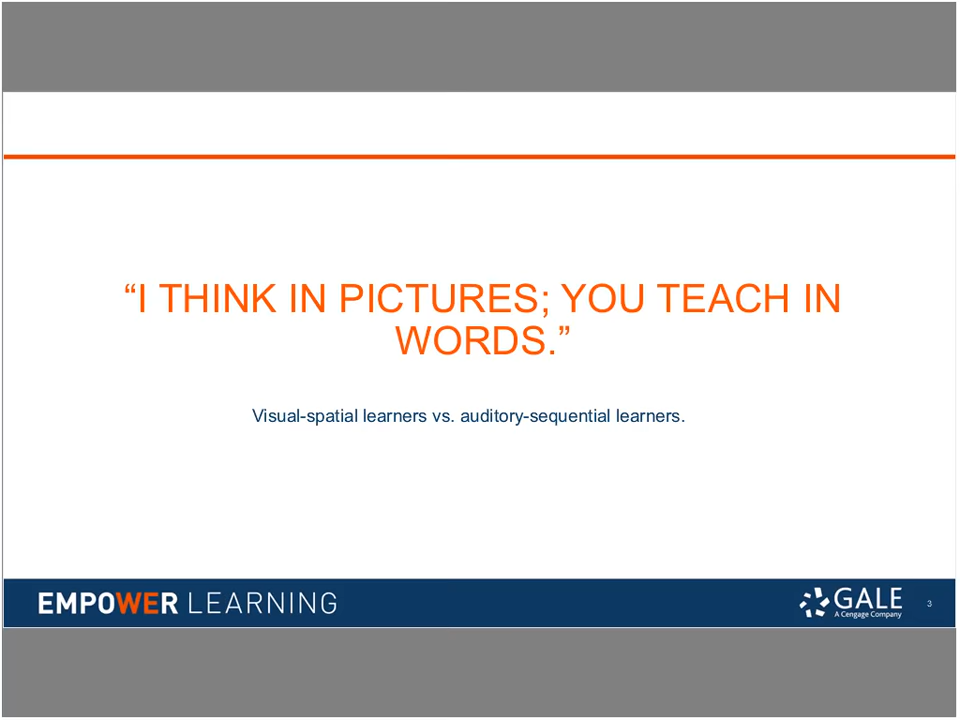 “I THINK IN PICTURES; YOU TEACH IN
WORDS.”
Visual-spatial learners vs. auditory-sequential learners.
EMPOWER LEARNING
GALE
A Cengage Company
3